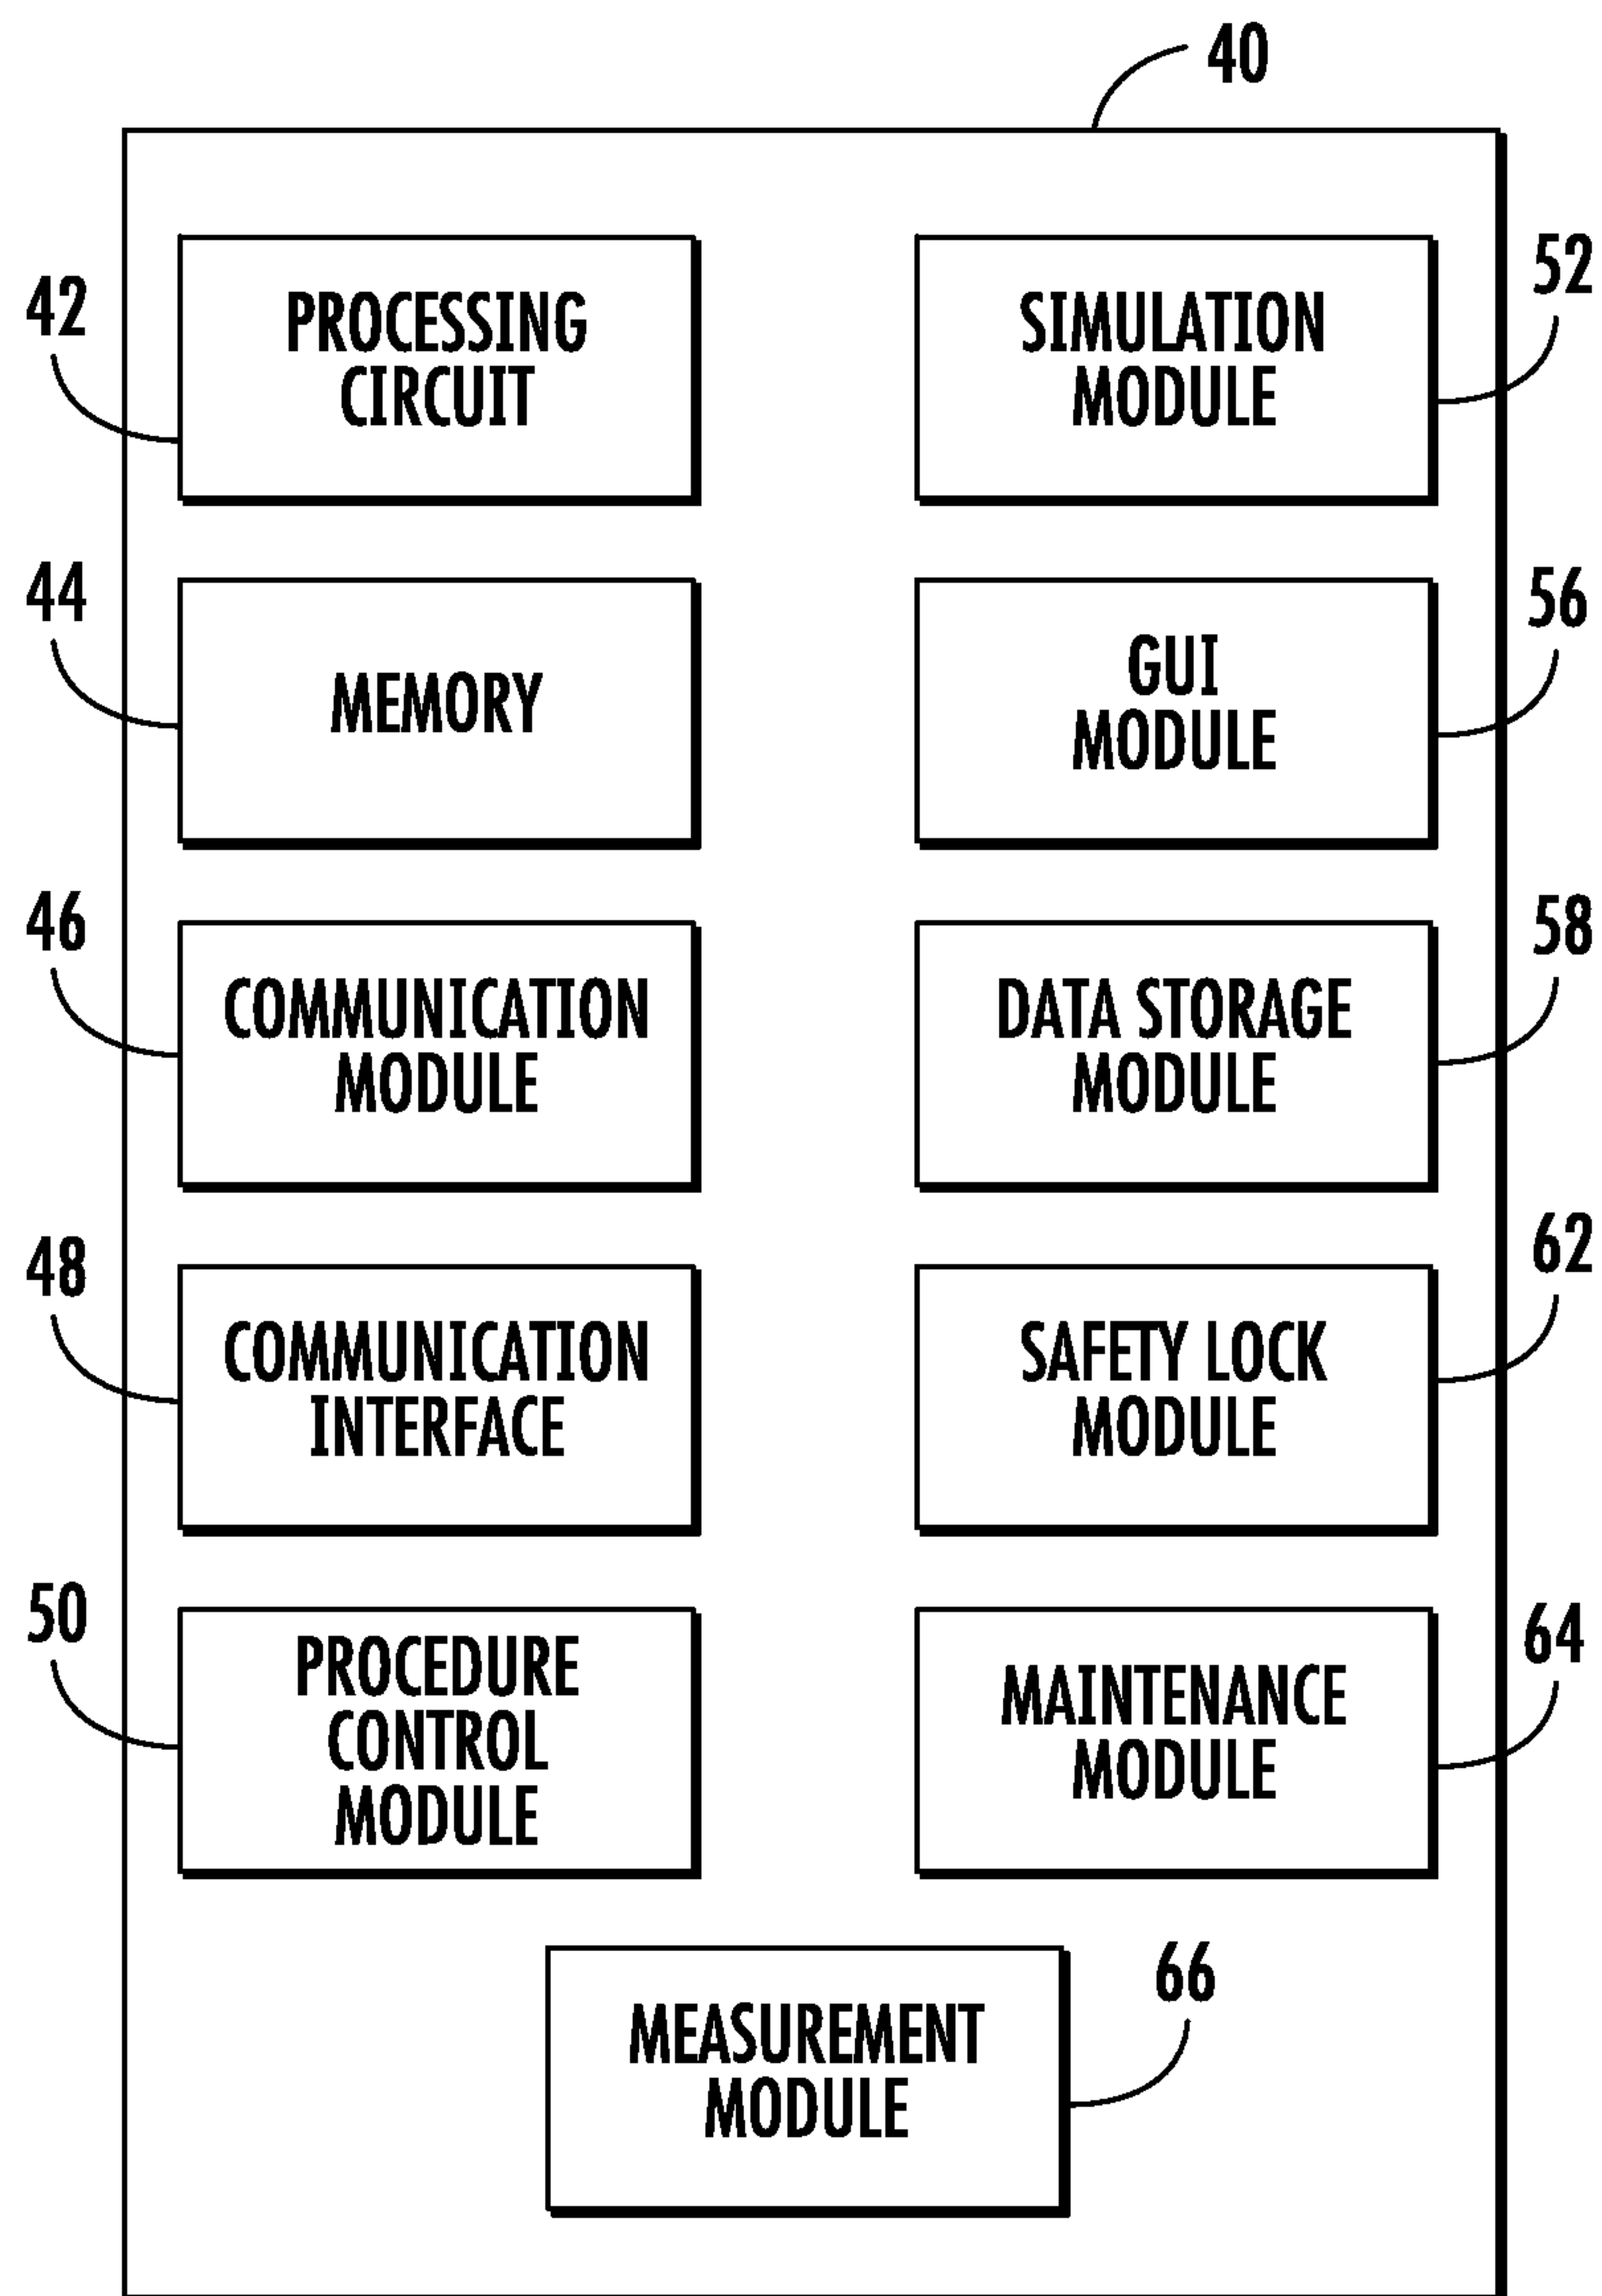 40
42
PROCESSING
CIRCUIT
52
SIMULATION
MODULE
44
MEMORY
56
GUI
MODULE
46
COMMUNICATION
MODULE
58
DATA STORAGE
MODULE
48
COMMUNICATION
INTERFACE
62
SAFETY LOCK
MODULE
50
PROCEDURE
CONTROL
MODULE
64
MAINTENANCE
MODULE
66
MEASUREMENT
MODULE